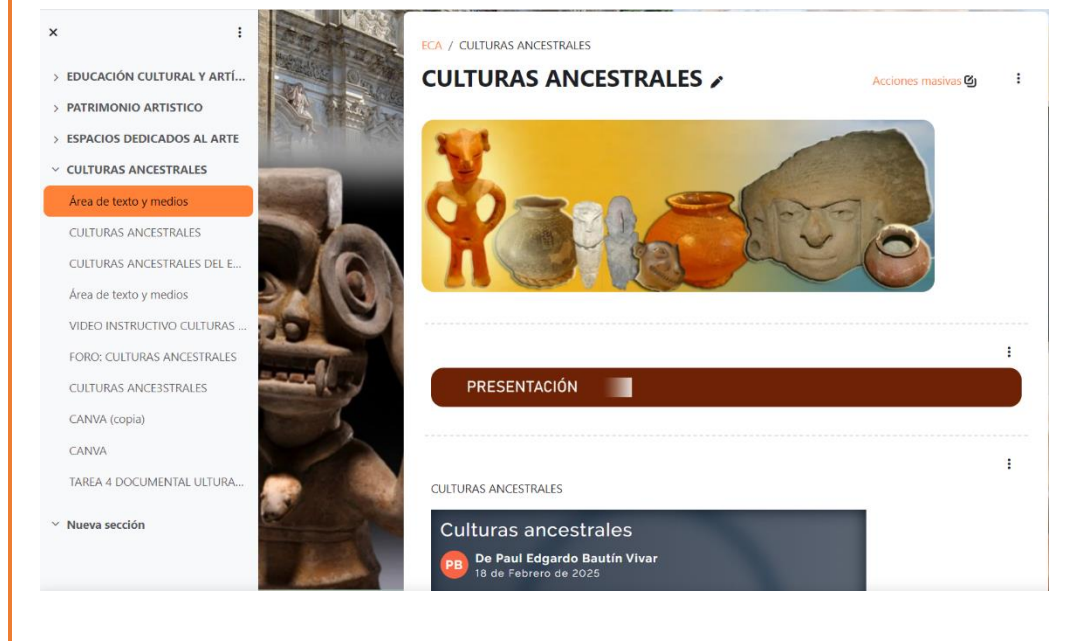 EDUCACIÓN CULTURAL Y ARTÍ...
PATRIMONIO ARTISTICO
ESPACIOS DEDICADOS AL ARTE
CULTURAS ANCESTRALES
Área de texto y medios
CULTURAS ANCESTRALES
CULTURAS ANCESTRALES DEL E...
Área de texto y medios
VIDEO INSTRUCTIVO CULTURAS ...
FORO: CULTURAS ANCESTRALES
CULTURAS ANCE3STRALES
CANVA (copia)
CANVA
TAREA 4 DOCUMENTAL ULTURA...
Nueva sección
ECA / CULTURAS ANCESTRALES
CULTURAS ANCESTRALES
Acciones masivas
PRESENTACIÓN
CULTURAS ANCESTRALES
Culturas ancestrales
PB
De Paul Edgardo Bautín Vivar
18 de Febrero de 2025